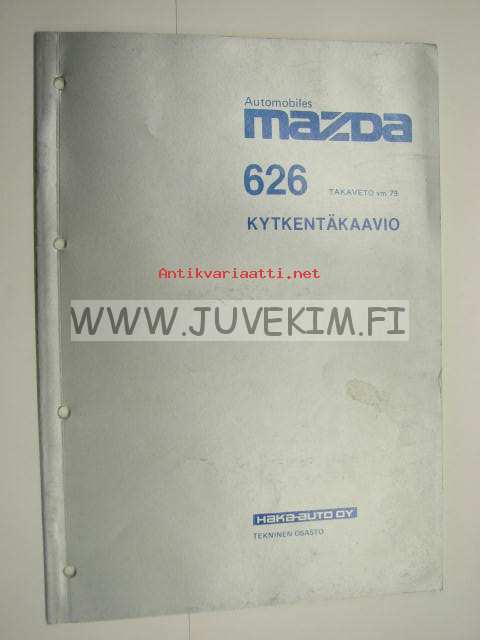 Automobiles
mazda
626 TAKAVETO vm 79
KYTKENTÄKAAVIO
Antikvariaatti.net
WWW.JUVEKIM.FI
HAKA-AUTO OY
TEKNINEN OSASTO